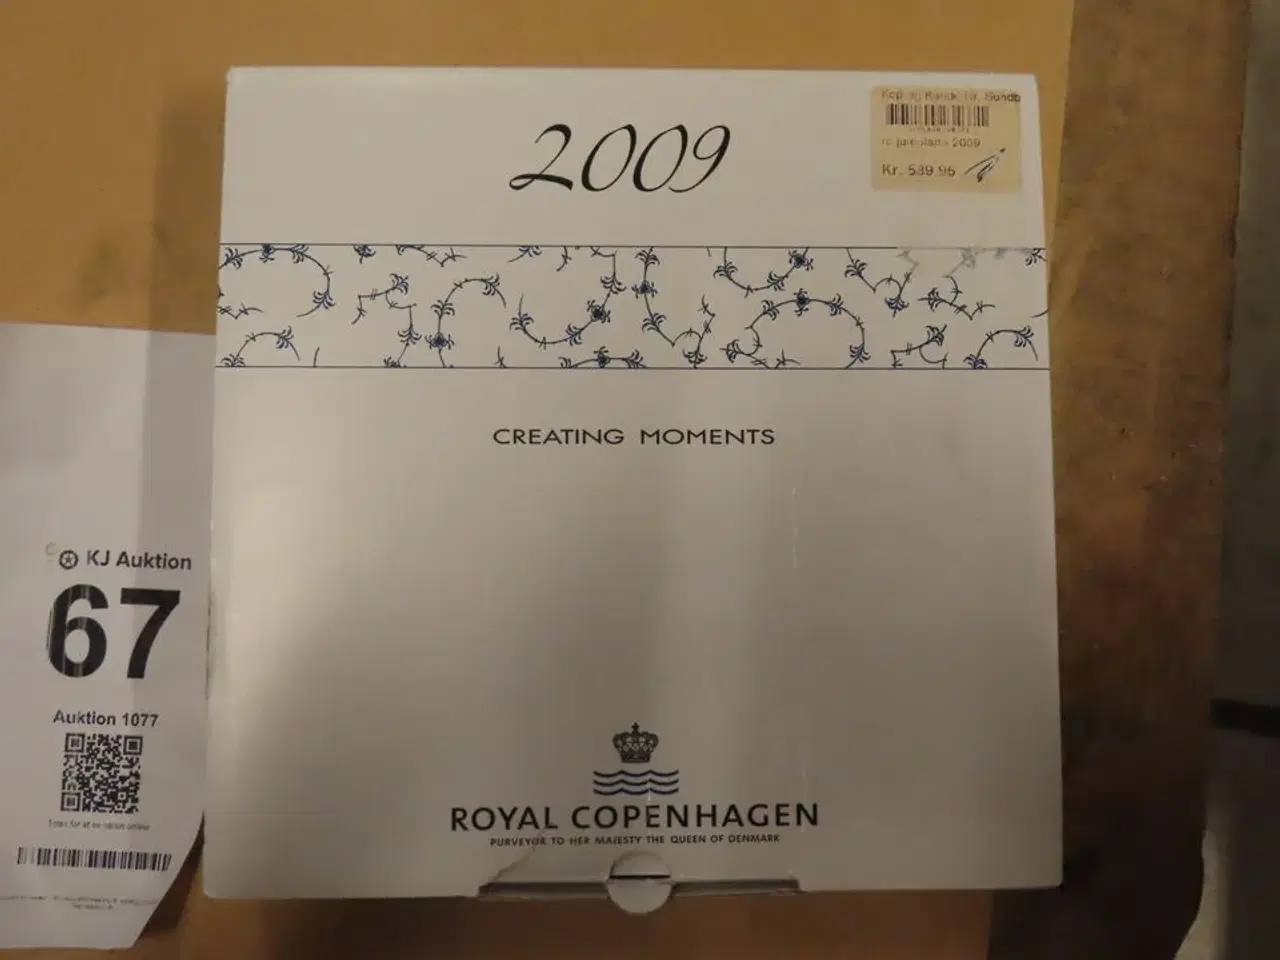 2009
Kr. 539.95
CREATING MOMENTS
ROYAL COPENHAGEN
PURVEYOR TO HER MAJESTY THE QUEEN OF DENMARK
KJ Auktion
67
Auktion 1077